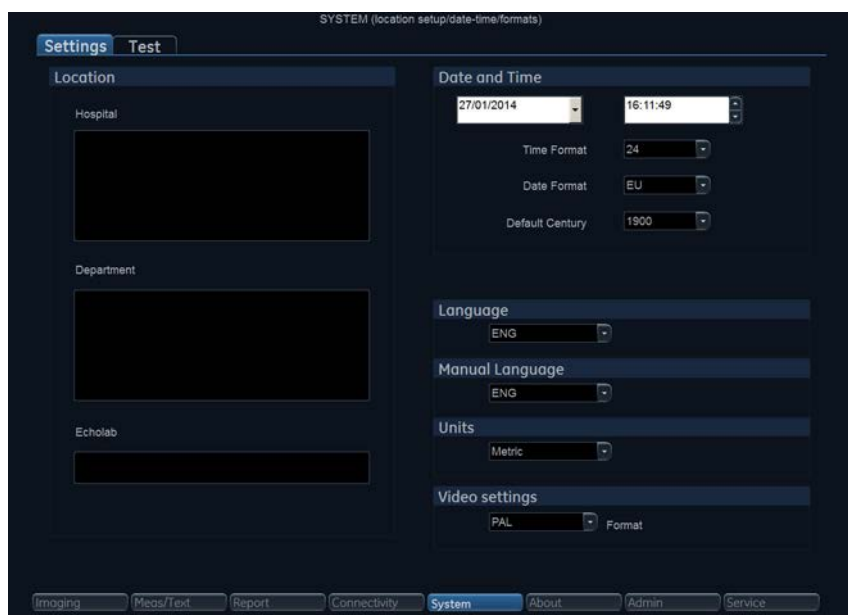 SYSTEM (location setup/date-time/formats)
Settings Test
Location
Hospital
Department
Echolab
Date and Time
27/01/2014 16:11:49
Time Format 24
Date Format EU
Default Century 1900
Language
ENG
Manual Language
ENG
Units
Metric
Video settings
PAL Format
Imaging Meas/Text Report Connectivity System About Admin Service